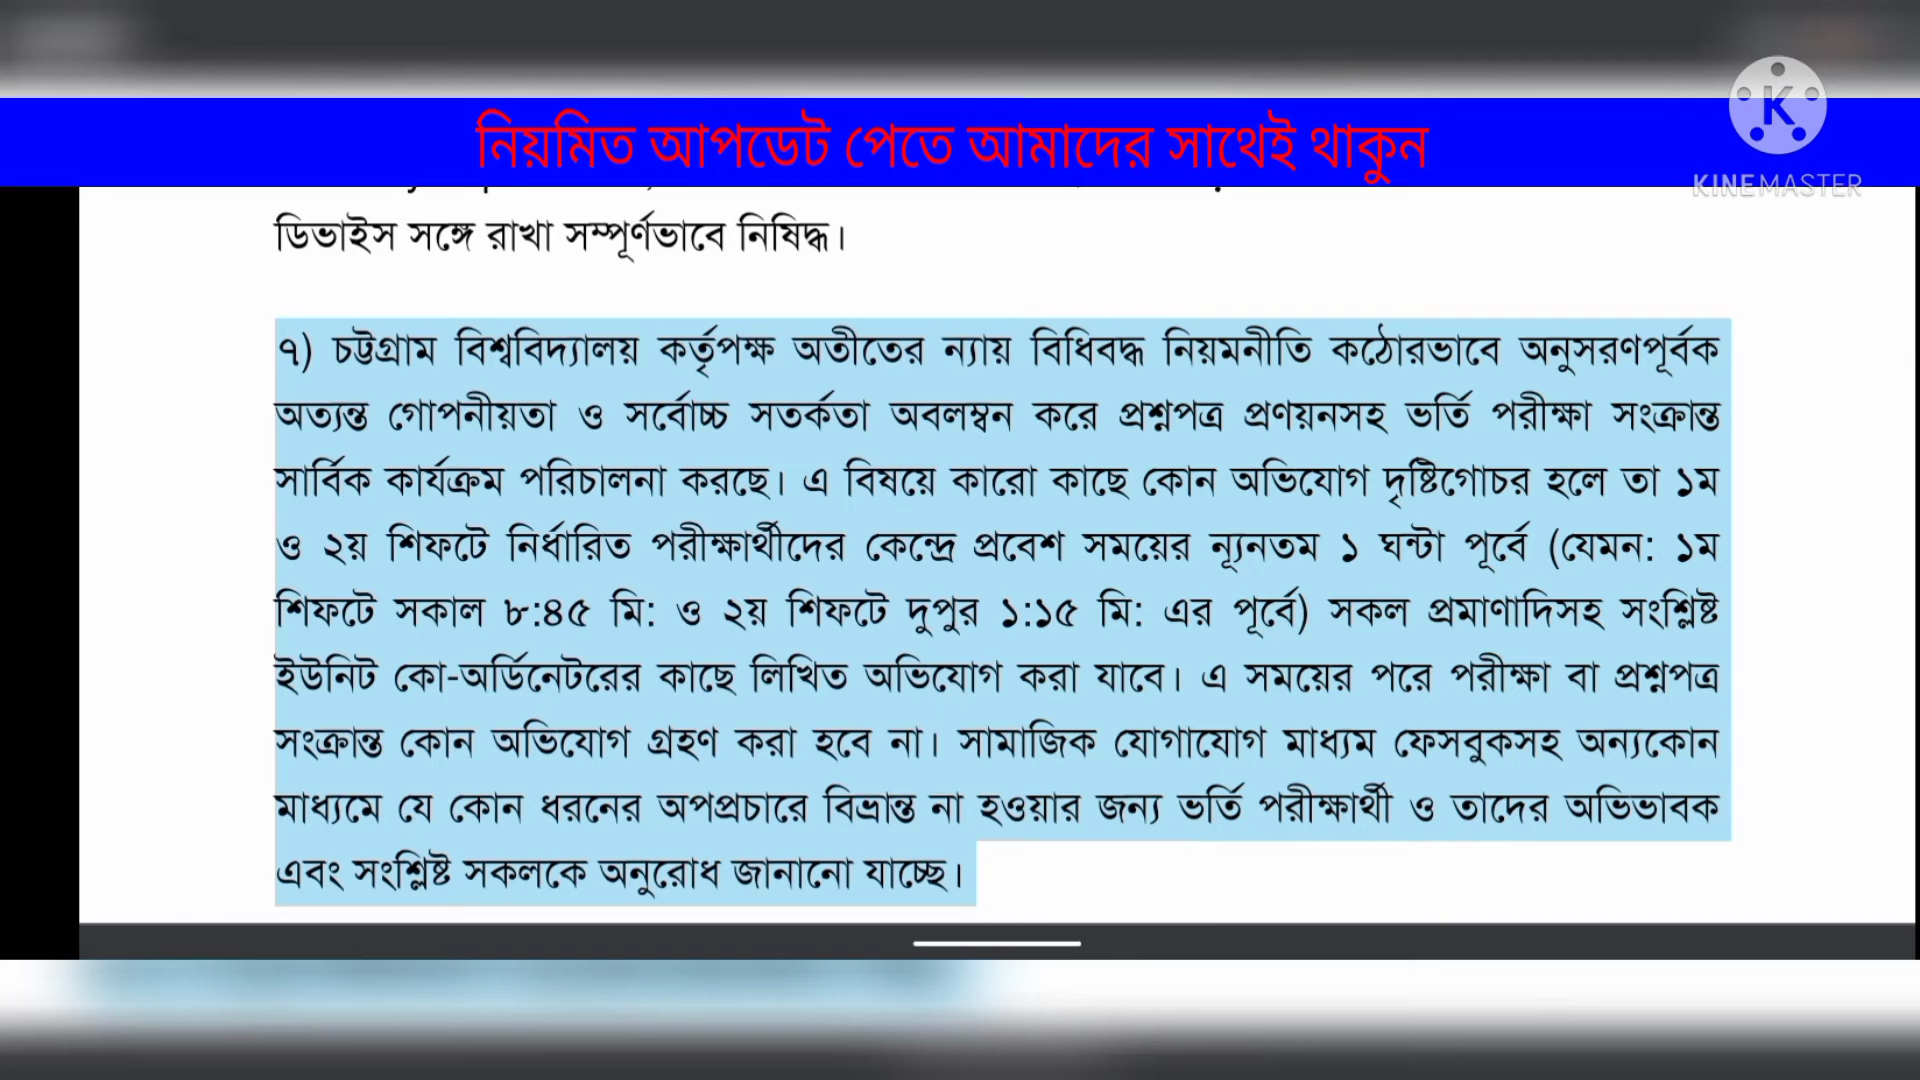 নিয়মিত আপডেট পেতে আমাদের সাথেই থাকুন
KINEMASTER
ডিভাইস সঙ্গে রাখা সম্পূর্ণভাবে নিষিদ্ধ।
৭) চট্টগ্রাম বিশ্ববিদ্যালয় কর্তৃপক্ষ অতীতের ন্যায় বিধিবদ্ধ নিয়মনীতি কঠোরভাবে অনুসরণপূর্বক
অত্যন্ত গোপনীয়তা ও সর্বোচ্চ সতর্কতা অবলম্বন করে প্রশ্নপত্র প্রণয়নসহ ভর্তি পরীক্ষা সংক্রান্ত
সার্বিক কার্যক্রম পরিচালনা করছে। এ বিষয়ে কারো কাছে কোন অভিযোগ দৃষ্টিগোচর হলে তা ১ম
ও ২য় শিফটে নির্ধারিত পরীক্ষার্থীদের কেন্দ্রে প্রবেশ সময়ের ন্যূনতম ১ ঘন্টা পূর্বে (যেমন: ১ম
শিফটে সকাল ৮:৪৫ মি: ও ২য় শিফটে দুপুর ১:১৫ মি: এর পূর্বে) সকল প্রমাণাদিসহ সংশ্লিষ্ট
ইউনিট কো-অর্ডিনেটরের কাছে লিখিত অভিযোগ করা যাবে। এ সময়ের পরে পরীক্ষা বা প্রশ্নপত্র
সংক্রান্ত কোন অভিযোগ গ্রহণ করা হবে না। সামাজিক যোগাযোগ মাধ্যম ফেসবুকসহ অন্যকোন
মাধ্যমে যে কোন ধরনের অপপ্রচারে বিভ্রান্ত না হওয়ার জন্য ভর্তি পরীক্ষার্থী ও তাদের অভিভাবক
এবং সংশ্লিষ্ট সকলকে অনুরোধ জানানো যাচ্ছে।